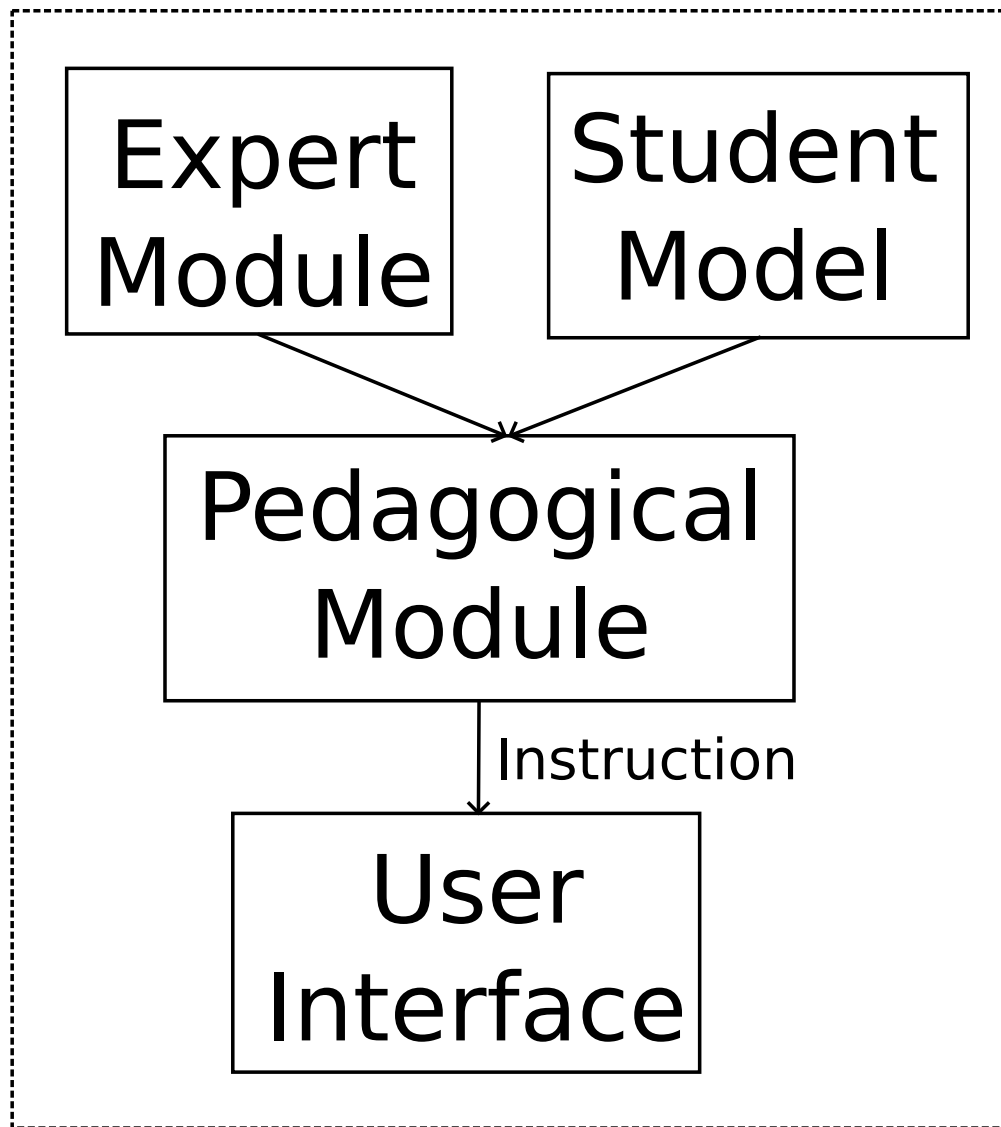 Expert
Module
Student
Model
Pedagogical
Module
Instruction
User
Interface